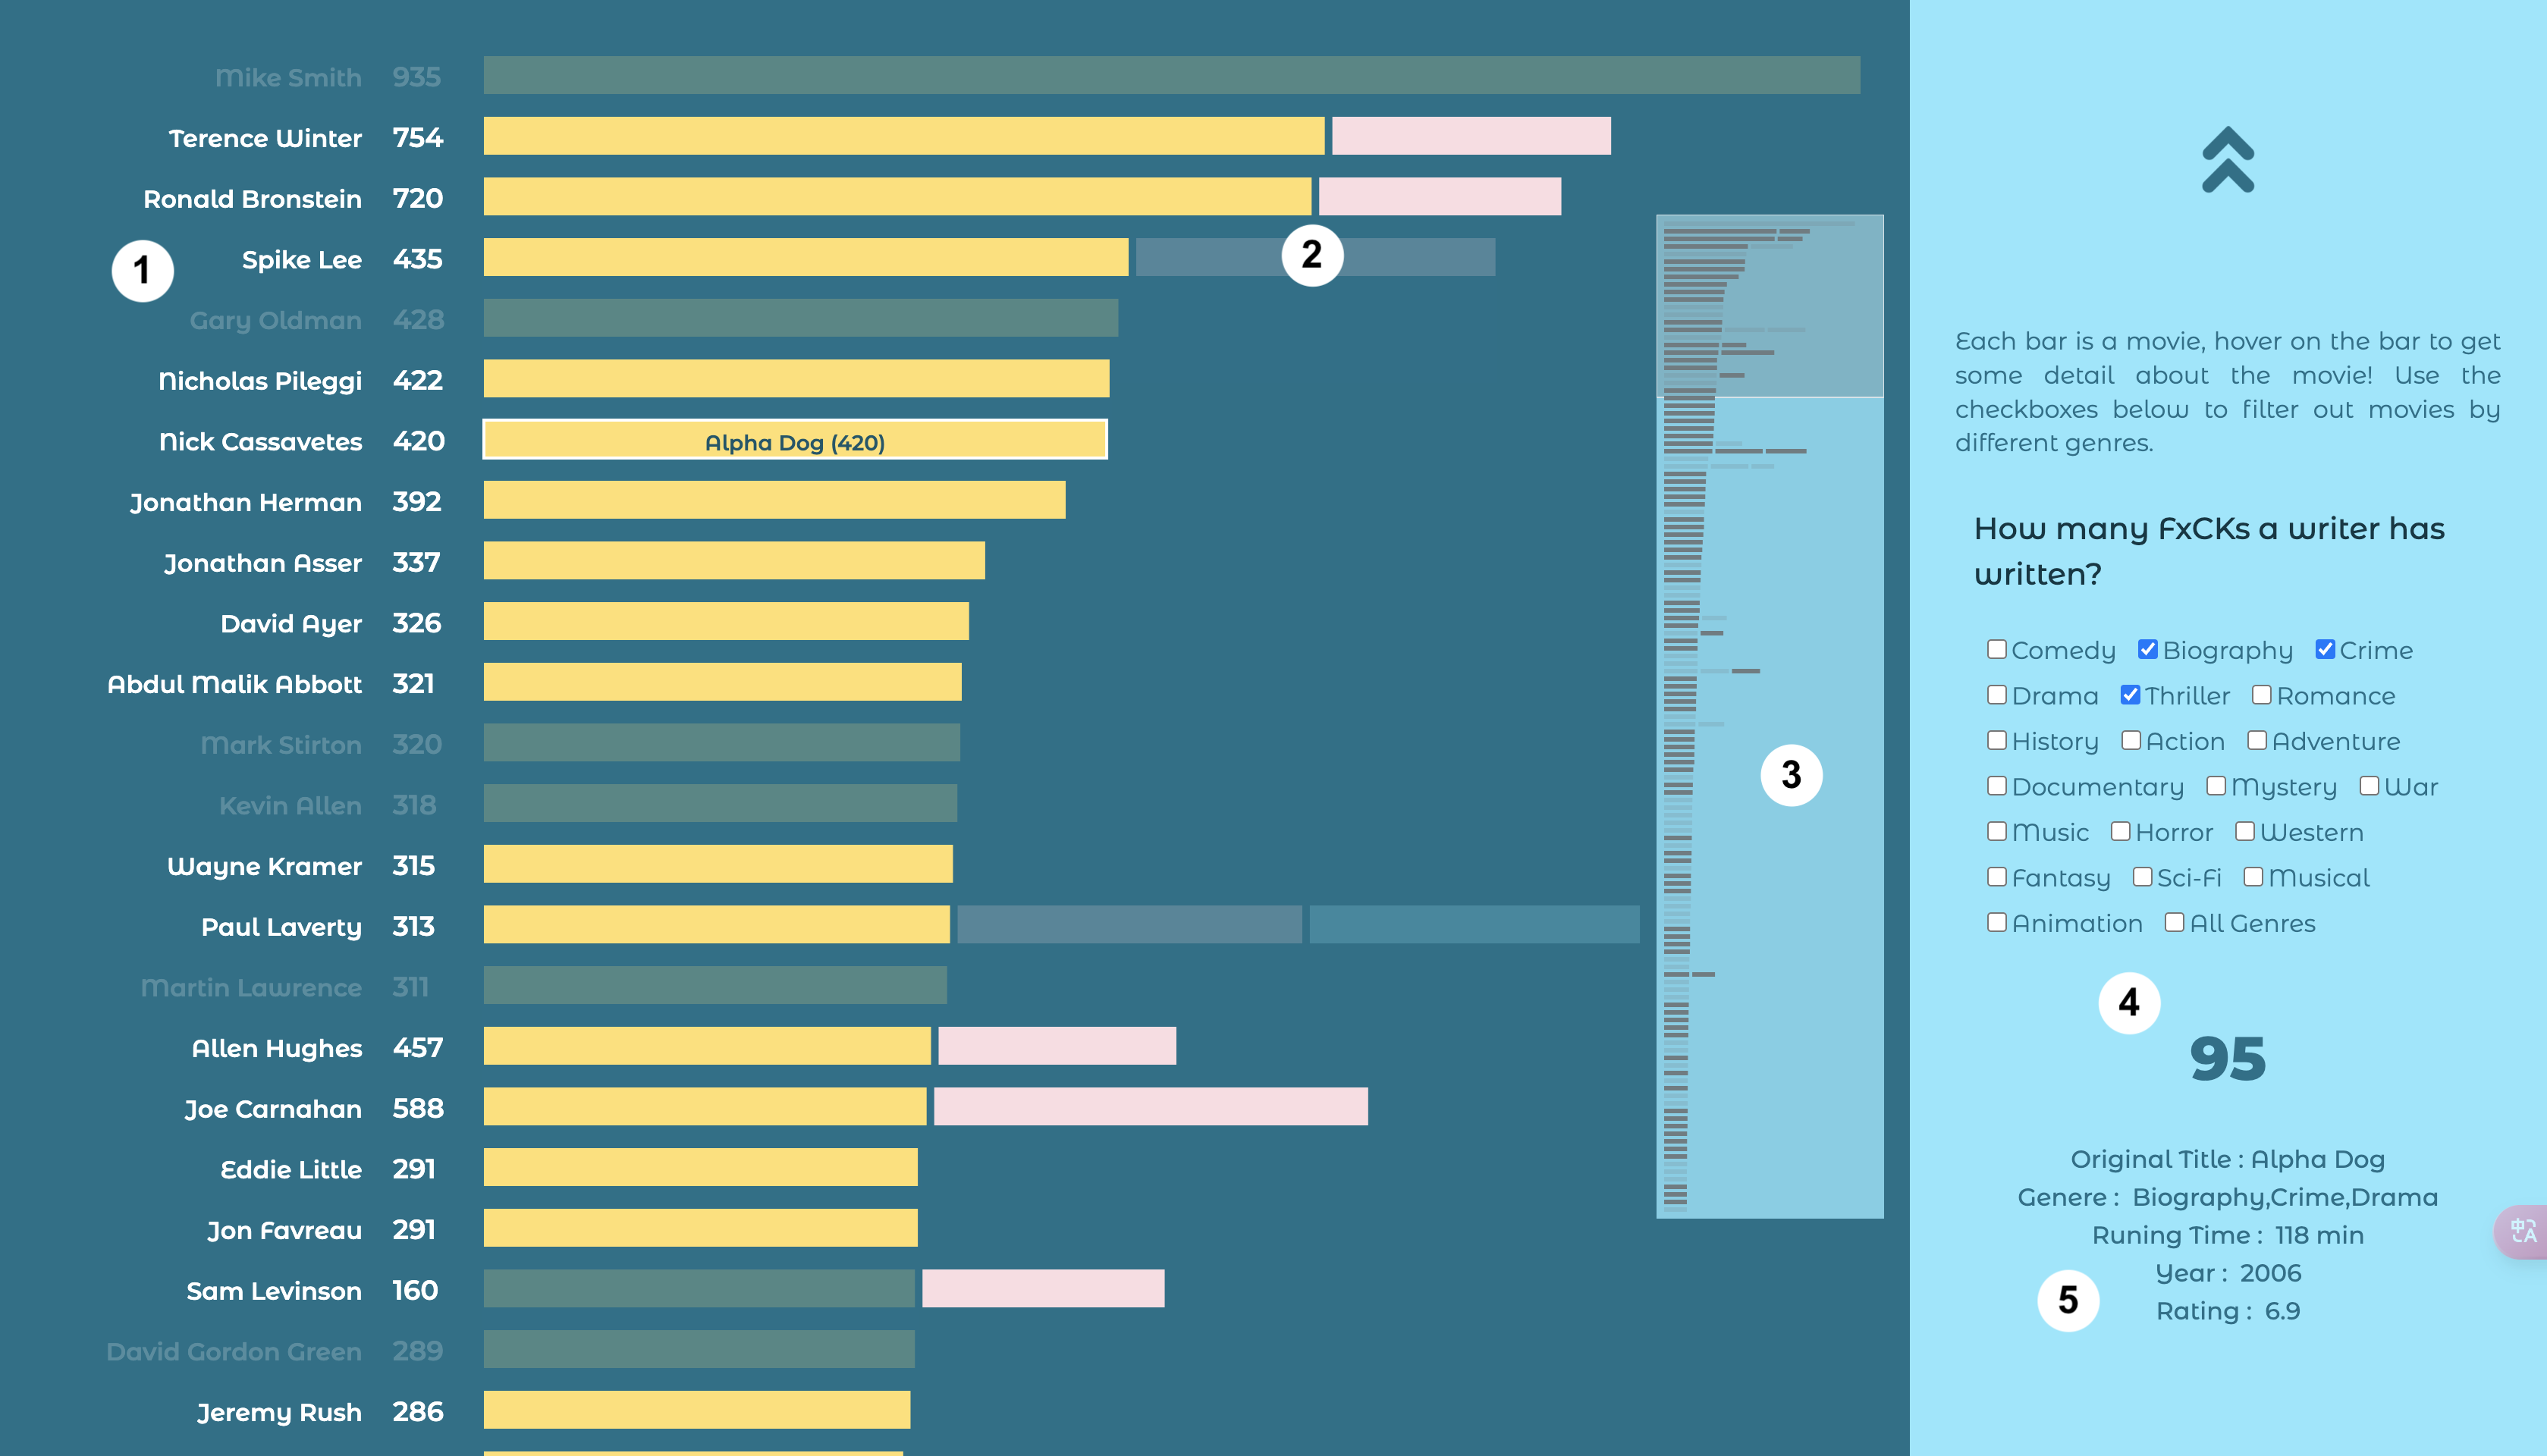 Mike Smith 935
Terence Winter 754
Ronald Bronstein 720
Spike Lee 435
1
2
Gary Oldman 428
Nicholas Pileggi 422
Nick Cassavetes 420 Alpha Dog (420)
Jonathan Herman 392
Jonathan Asser 337
David Ayer 326
Abdul Malik Abbott 321
Mark Stirton 320
Kevin Allen 318
Wayne Kramer 315
Paul Laverty 313
Martin Lawrence 311
Allen Hughes 457
Joe Carnahan 588
Eddie Little 291
Jon Favreau 291
Sam Levinson 160
David Gordon Green 289
Jeremy Rush 286
3
Each bar is a movie, hover on the bar to get
some detail about the movie! Use the
checkboxes below to filter out movies by
different genres.
How many FxCKs a writer has
written?
Comedy Biography Crime
Drama Thriller Romance
History Action Adventure
Documentary Mystery War
Music Horror Western
Fantasy Sci-Fi Musical
Animation All Genres
4
95
Original Title : Alpha Dog
Genere : Biography,Crime,Drama
Runing Time : 118 min
Year : 2006
5
Rating : 6.9
中A